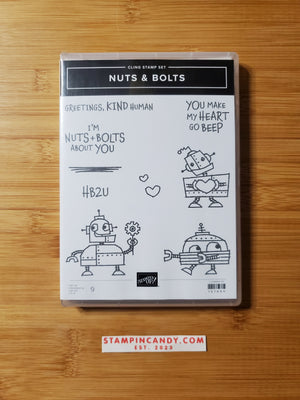 CLING STAMP SET
NUTS & BOLTS
GREETINGS, KIND HUMAN
YOU MAKE
MY HEART
GO BEEP
I'M
NUTS+BOLTS
ABOUT YOU
HB2U
9
STAMPINCANDY.COM
EST. 2023